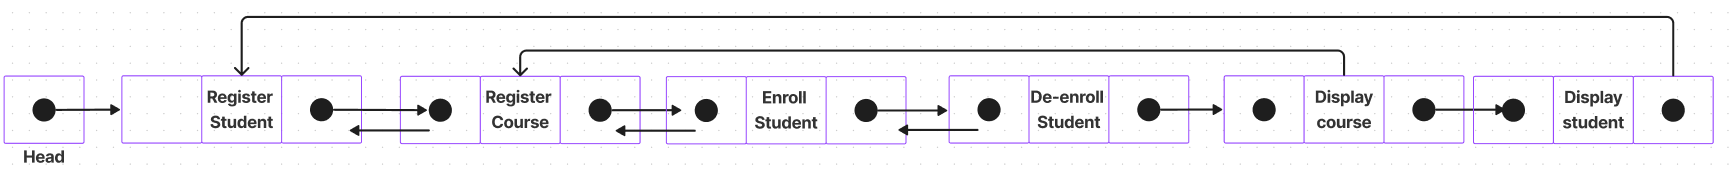 Register
Student
Register
Course
Enroll
Student
De-enroll
Student
Display
course
Display
student
Head